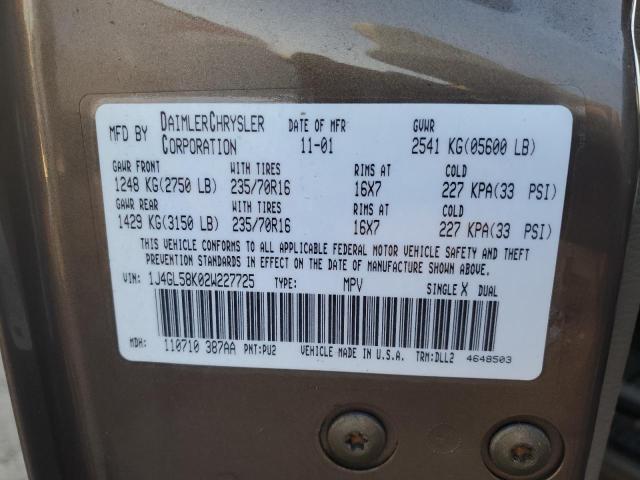 MFD BY DAIMLERCHRYSLER CORPORATION DATE OF MFR 11-01 GVWR 2541 KG(05600 LB)
GAWR FRONT WITH TIRES RIMS AT COLD
1248 KG(2750 LB) 235/70R16 16X7 227 KPA(33 PSI)
GAWR REAR WITH TIRES RIMS AT COLD
1429 KG(3150 LB) 235/70R16 16X7 227 KPA(33 PSI)
THIS VEHICLE CONFORMS TO ALL APPLICABLE FEDERAL MOTOR VEHICLE SAFETY AND THEFT
PREVENTION STANDARDS IN EFFECT ON THE DATE OF MANUFACTURE SHOWN ABOVE.
VIN: 1J4GL58K02W227725 TYPE: MPV SINGLE X DUAL
MDH: 110710 387AA PNT:PU2 VEHICLE MADE IN U.S.A. TRM:DLL2 4648503